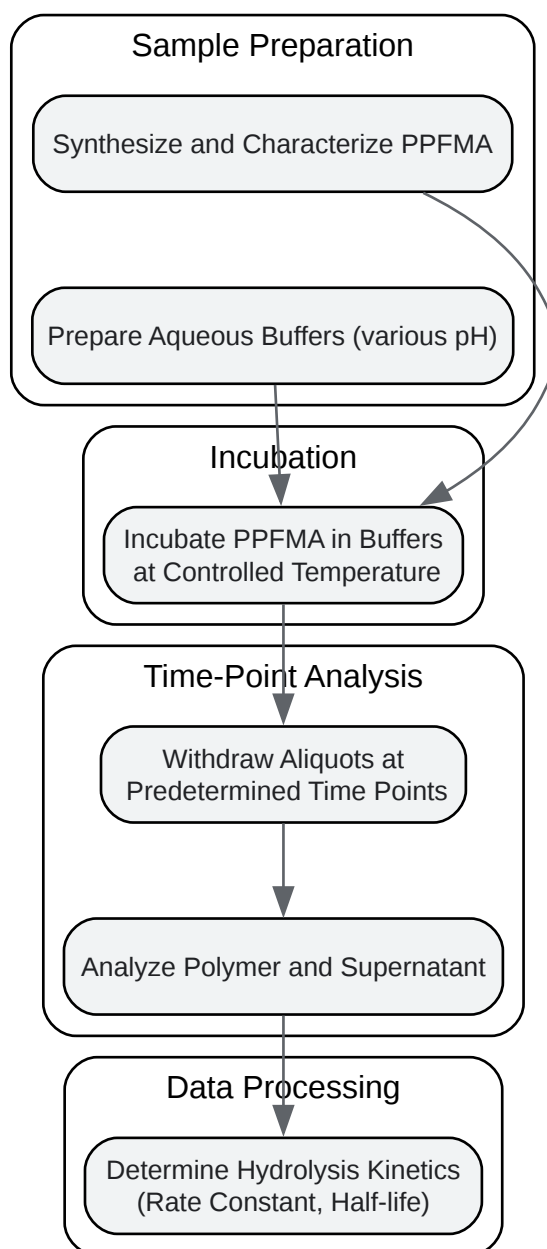 Sample Preparation
Synthesize and Characterize PPFMA
Prepare Aqueous Buffers (various pH)
Incubation
Incubate PPFMA in Buffers
at Controlled Temperature
Time-Point Analysis
Withdraw Aliquots at
Predetermined Time Points
Analyze Polymer and Supernatant
Data Processing
Determine Hydrolysis Kinetics
(Rate Constant, Half-life)